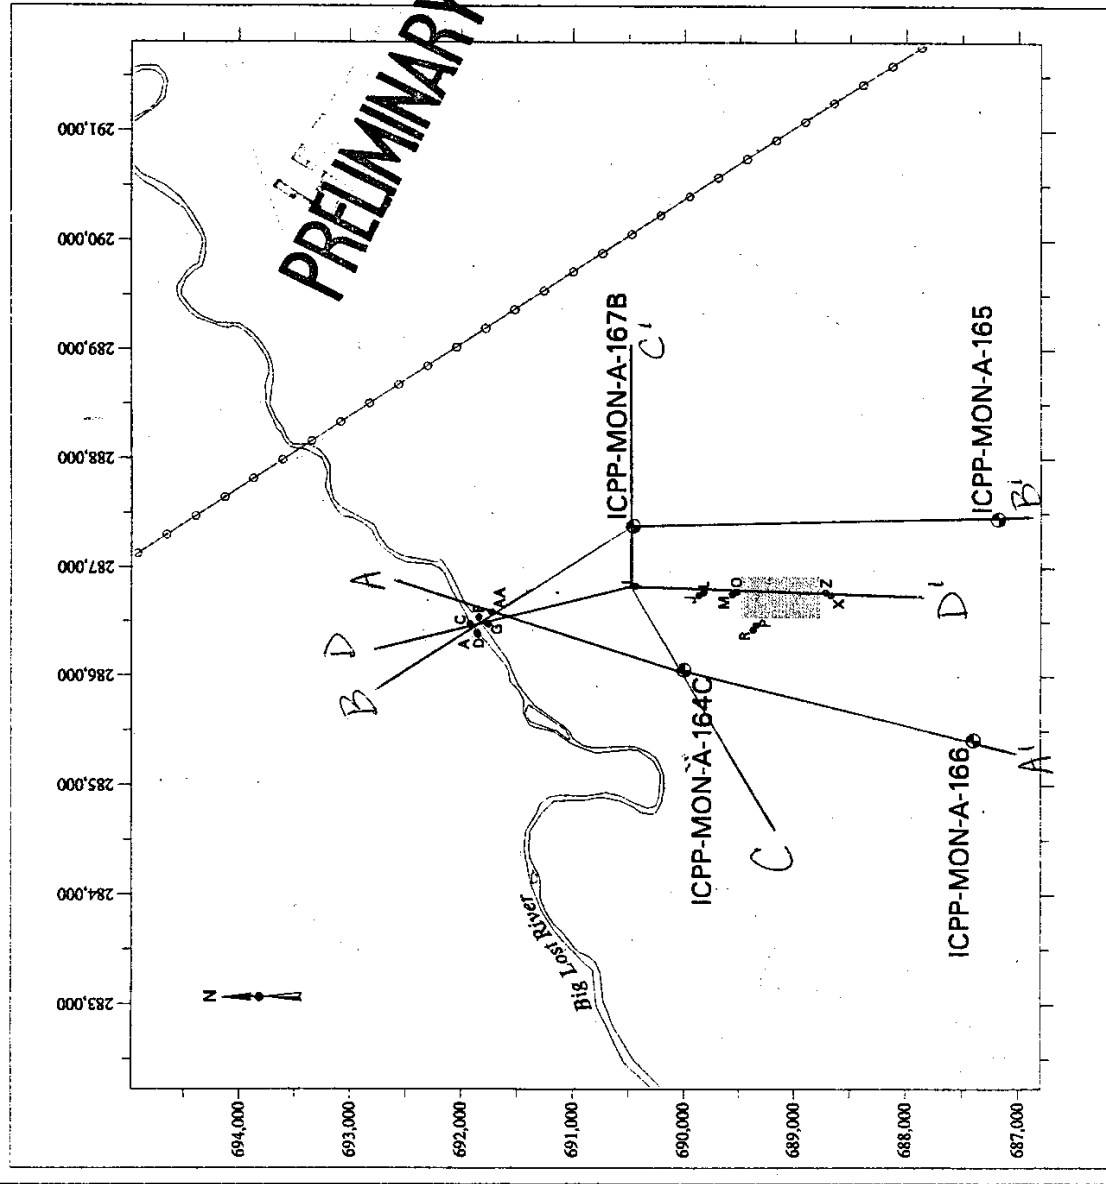 PRELIMINARY
291,000
290,000
289,000
288,000
287,000
286,000
285,000
284,000
283,000
694,000
693,000
692,000
691,000
690,000
689,000
688,000
687,000
N
Big Lost River
ICPP-MON-A-167B
ICPP-MON-A-165
ICPP-MON-A-164C
ICPP-MON-A-166
A
D
B
C
C'
B'
D'
A'
A
C
D
G
AA
J
L
M
O
R
P
X
Z